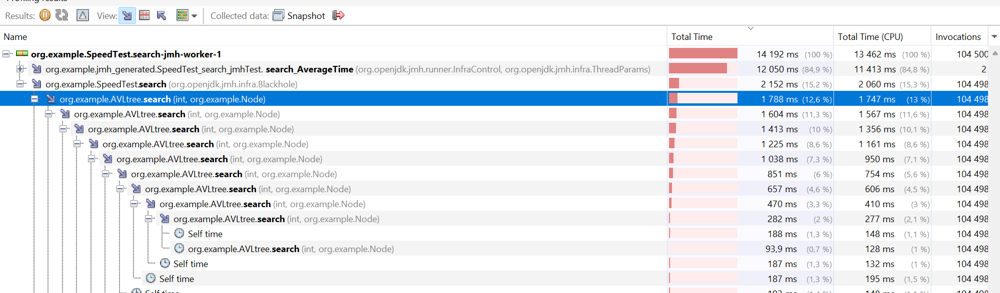 Profiling results
Results: View: Collected data: Snapshot
Name Total Time Total Time (CPU) Invocations
org.example.SpeedTest.search-jmh-worker-1 14 192 ms (100 %) 13 462 ms (100 %) 104 500
org.example.jmh_generated.SpeedTest_search_jmhTest. search_AverageTime (org.openjdk.jmh.runner.InfraControl, org.openjdk.jmh.infra.ThreadParams) 12 050 ms (84,9 %) 11 413 ms (84,8 %) 2
org.example.SpeedTest.search (org.openjdk.jmh.infra.Blackhole) 2 152 ms (15,2 %) 2 060 ms (15,3 %) 104 498
org.example.AVLtree.search (int, org.example.Node) 1 788 ms (12,6 %) 1 747 ms (13 %) 104 498
org.example.AVLtree.search (int, org.example.Node) 1 604 ms (11,3 %) 1 567 ms (11,6 %) 104 498
org.example.AVLtree.search (int, org.example.Node) 1 413 ms (10 %) 1 356 ms (10,1 %) 104 498
org.example.AVLtree.search (int, org.example.Node) 1 225 ms (8,6 %) 1 161 ms (8,6 %) 104 498
org.example.AVLtree.search (int, org.example.Node) 1 038 ms (7,3 %) 950 ms (7,1 %) 104 498
org.example.AVLtree.search (int, org.example.Node) 851 ms (6 %) 754 ms (5,6 %) 104 498
org.example.AVLtree.search (int, org.example.Node) 657 ms (4,6 %) 606 ms (4,5 %) 104 498
org.example.AVLtree.search (int, org.example.Node) 470 ms (3,3 %) 410 ms (3 %) 104 498
org.example.AVLtree.search (int, org.example.Node) 282 ms (2 %) 277 ms (2,1 %) 104 498
Self time 188 ms (1,3 %) 148 ms (1,1 %) 104 498
org.example.AVLtree.search (int, org.example.Node) 93,9 ms (0,7 %) 128 ms (1 %) 104 498
Self time 187 ms (1,3 %) 132 ms (1 %) 104 498
Self time 187 ms (1,3 %) 195 ms (1,5 %) 104 498
Self time